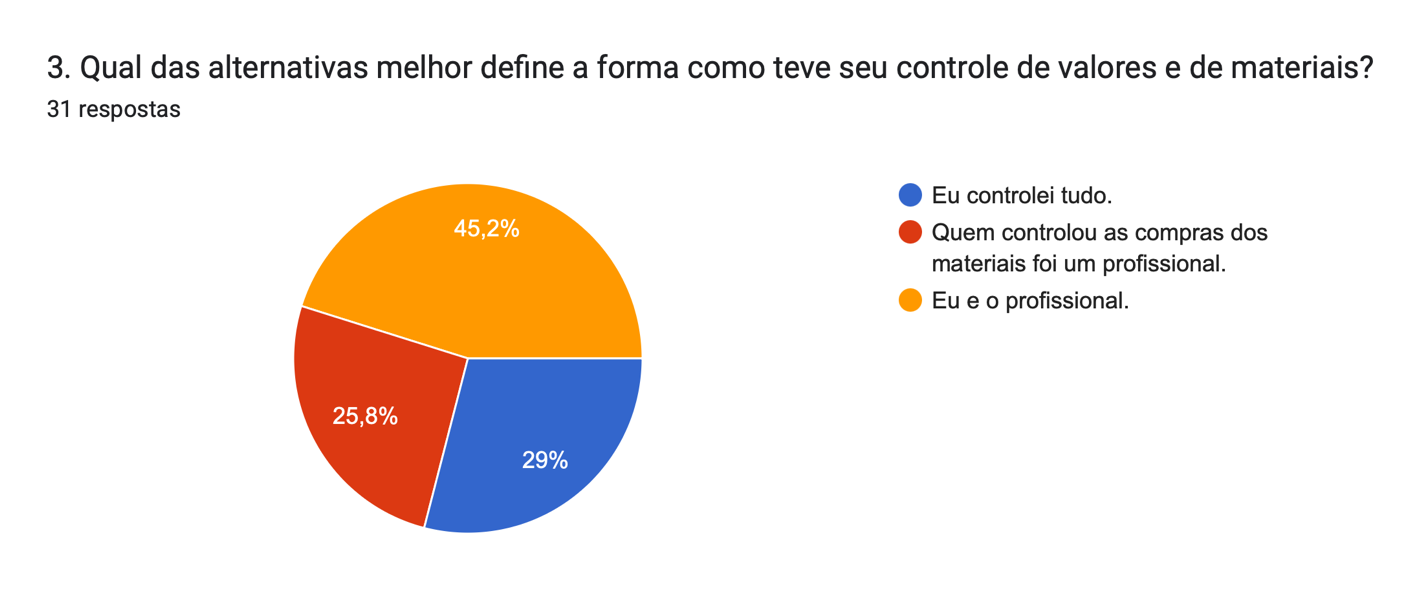 3. Qual das alternativas melhor define a forma como teve seu controle de valores e de materiais?
31 respostas
45,2%
25,8%
29%
Eu controlei tudo.
Quem controlou as compras dos
materiais foi um profissional.
Eu e o profissional.